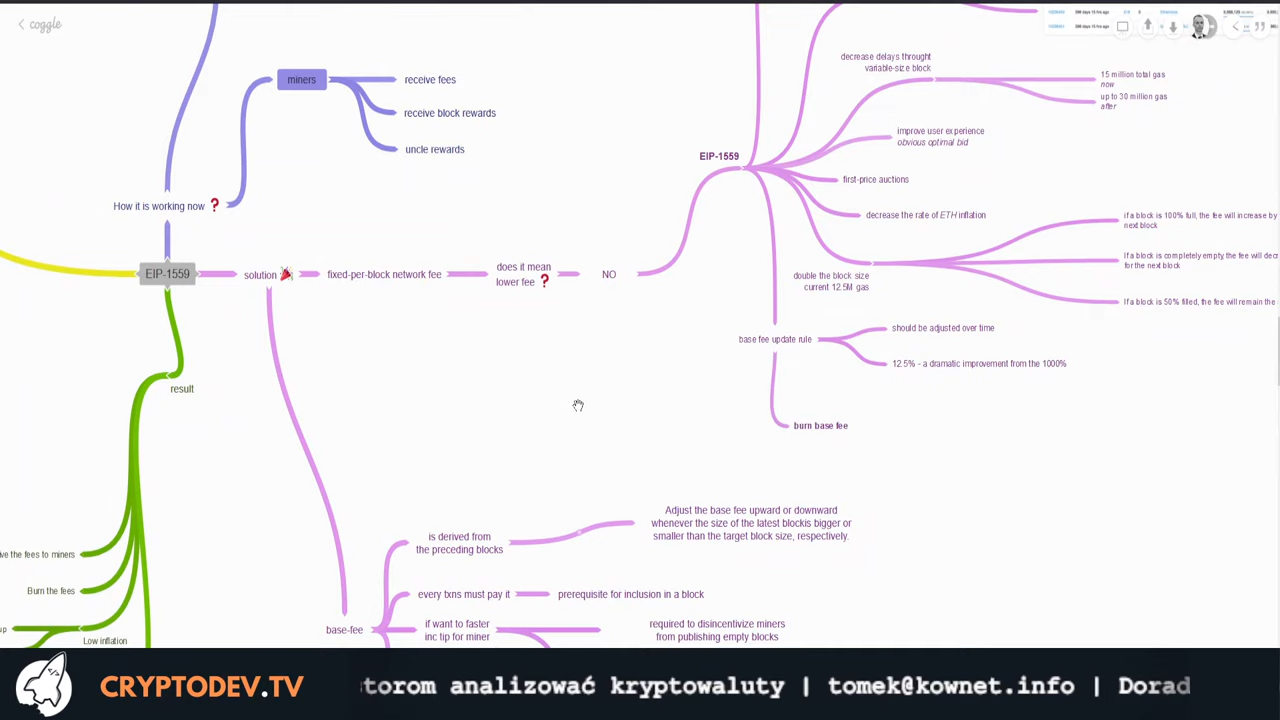 coggle
miners
receive fees
receive block rewards
uncle rewards
How it is working now ?
EIP-1559
solution
fixed-per-block network fee
does it mean
lower fee ?
NO
EIP-1559
decrease delays throught
variable-size block
15 million total gas
now
up to 30 million gas
after
improve user experience
obvious optimal bid
first-price auctions
decrease the rate of ETH inflation
double the block size
current 12.5M gas
if a block is 100% full, the fee will increase by
next block
If a block is completely empty, the fee will decr
for the next block
If a block is 50% filled, the fee will remain the
base fee update rule
should be adjusted over time
12.5% - a dramatic improvement from the 1000%
burn base fee
result
ive the fees to miners
Burn the fees
up
Low inflation
base-fee
is derived from
the preceding blocks
Adjust the base fee upward or downward
whenever the size of the latest blockis bigger or
smaller than the target block size, respectively.
every txns must pay it
prerequisite for inclusion in a block
if want to faster
inc tip for miner
required to disincentivize miners
from publishing empty blocks
CRYPTODEV.TV
storom analizować kryptowaluty | tomek@kownet.info | Dorad